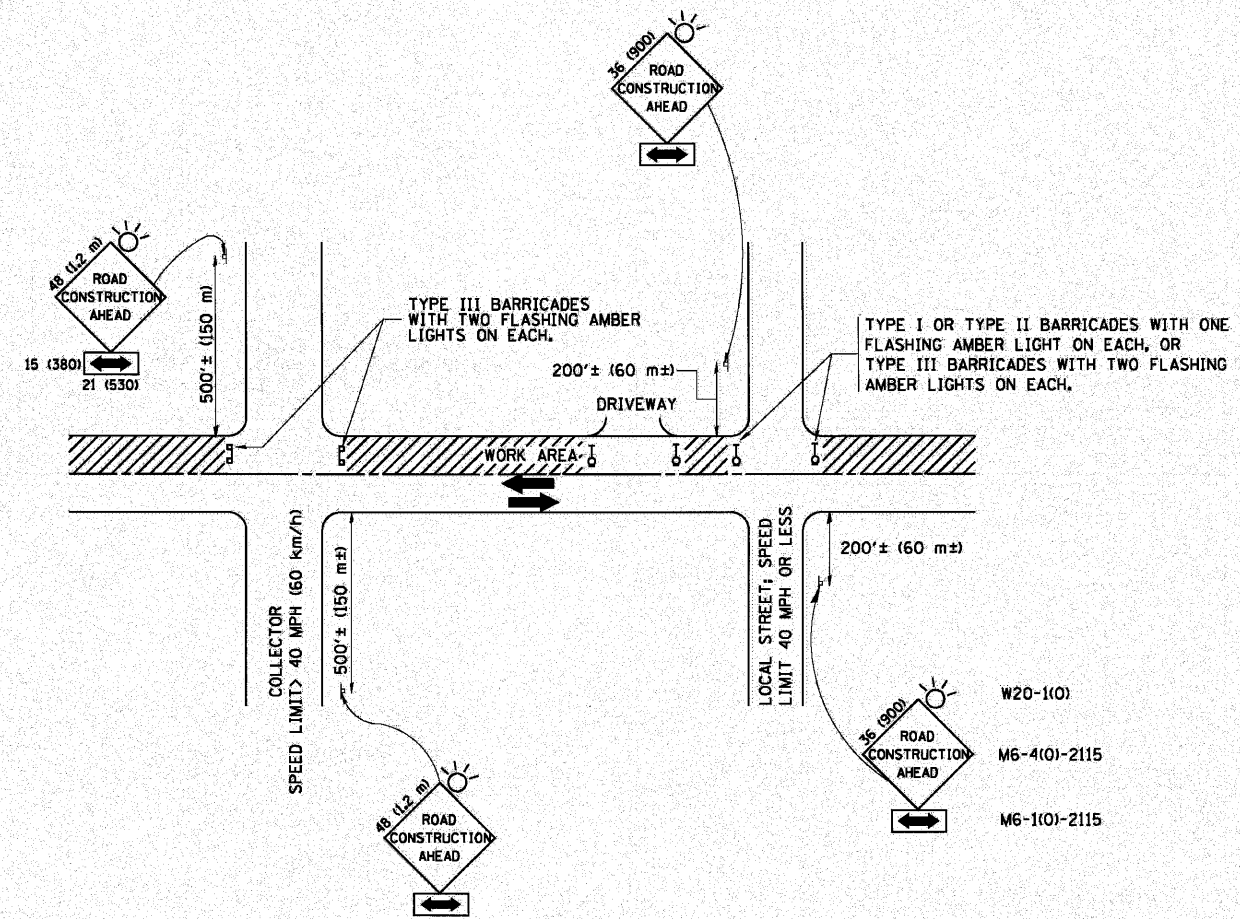 36 (900)
ROAD
CONSTRUCTION
AHEAD
48 (1.2 m)
ROAD
CONSTRUCTION
AHEAD
15 (380)
21 (530)
500'± (150 m)
TYPE III BARRICADES
WITH TWO FLASHING AMBER
LIGHTS ON EACH.
200'± (60 m±)
DRIVEWAY
TYPE I OR TYPE II BARRICADES WITH ONE
FLASHING AMBER LIGHT ON EACH, OR
TYPE III BARRICADES WITH TWO FLASHING
AMBER LIGHTS ON EACH.
WORK AREA
COLLECTOR
SPEED LIMIT> 40 MPH (60 km/h)
500'± (150 m±)
LOCAL STREET; SPEED
LIMIT 40 MPH OR LESS
200'± (60 m±)
48 (1.2 m)
ROAD
CONSTRUCTION
AHEAD
36 (900)
ROAD
CONSTRUCTION
AHEAD
W20-1(O)
M6-4(O)-2115
M6-1(O)-2115